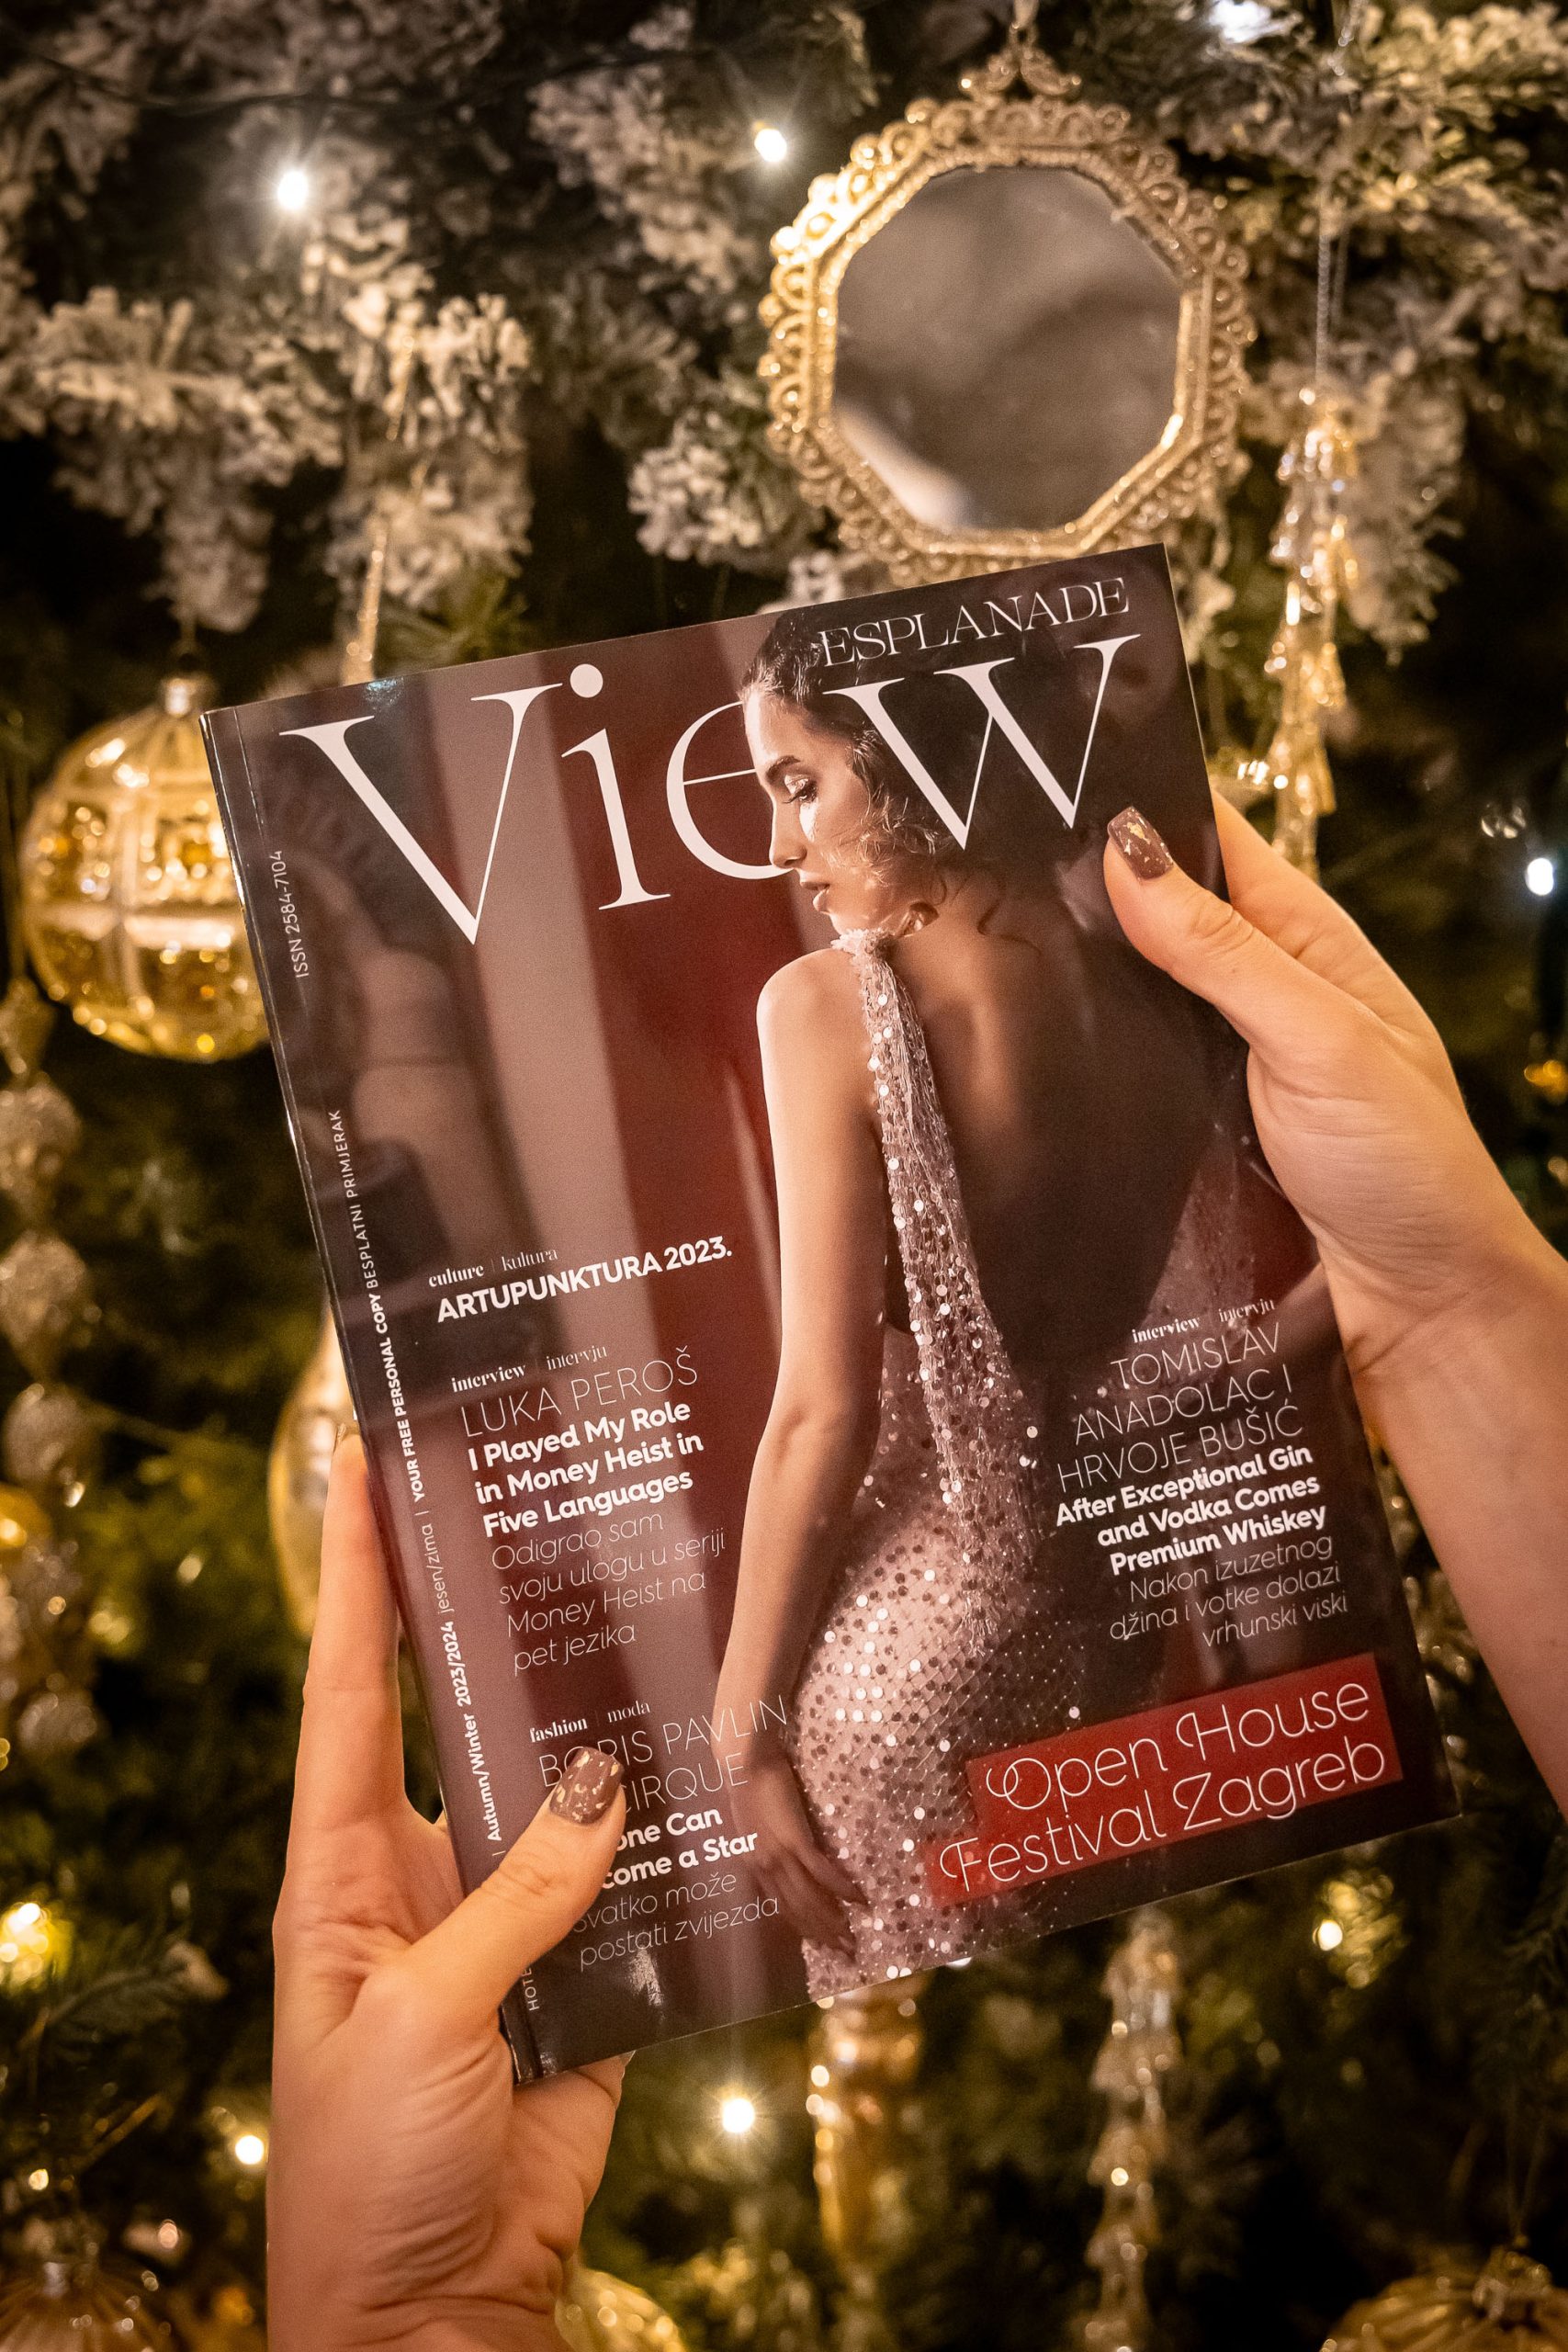 ESPLANADE
View
ISSN 2584-7104
Autumn/Winter 2023/2024 jesen/zima | YOUR FREE PERSONAL COPY BESPLATNI PRIMJERAK
culture | kultura
ARTUPUNKTURA 2023.
interview | intervju
LUKA PEROŠ
I Played My Role
in Money Heist in
Five Languages
Odigrao sam
svoju ulogu u seriji
Money Heist na
pet jezika
fashion | moda
BORIS PAVLIN
CIRQUE
one Can
come a Star
Svatko može
postati zvijezda
interview | intervju
TOMISLAV
ANADOLAC I
HRVOJE BUŠIĆ
After Exceptional Gin
and Vodka Comes
Premium Whiskey
Nakon izuzetnog
džina i votke dolazi
vrhunski viski
Open House
Festival Zagreb